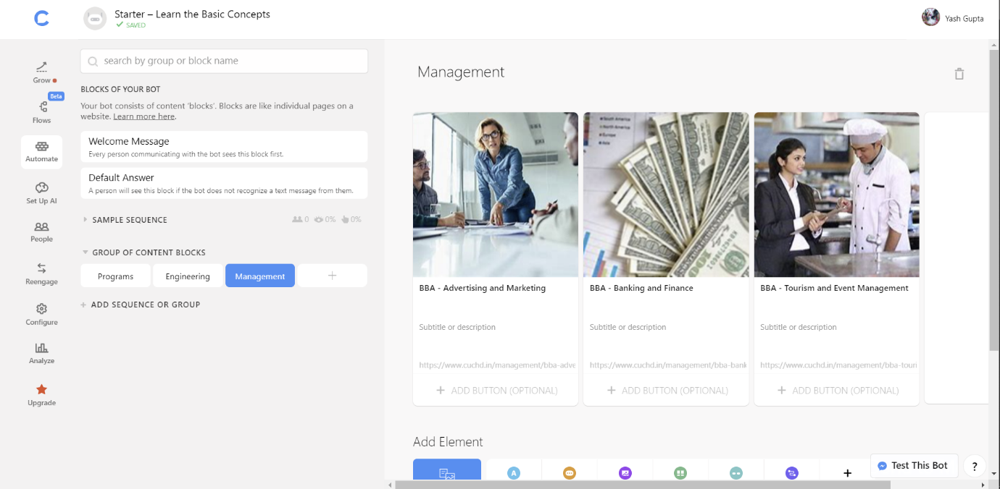 Starter – Learn the Basic Concepts
SAVED
Yash Gupta
Grow
Beta
Flows
Automate
Set Up AI
People
Reengage
Configure
Analyze
Upgrade
search by group or block name
BLOCKS OF YOUR BOT
Your bot consists of content 'blocks'. Blocks are like individual pages on a
website. Learn more here.
Welcome Message
Every person communicating with the bot sees this block first.
Default Answer
A person will see this block if the bot does not recognize a text message from them.
SAMPLE SEQUENCE 0 0% 0%
GROUP OF CONTENT BLOCKS
Programs Engineering Management +
+ ADD SEQUENCE OR GROUP
Management
South America
North America
Europe
Asia
BBA - Advertising and Marketing
Subtitle or description
https://www.cuchd.in/management/bba-adve
+ ADD BUTTON (OPTIONAL)
BBA - Banking and Finance
Subtitle or description
https://www.cuchd.in/management/bba-bank
+ ADD BUTTON (OPTIONAL)
BBA - Tourism and Event Management
Subtitle or description
https://www.cuchd.in/management/bba-touri
+ ADD BUTTON (OPTIONAL)
Add Element
A
+
Test This Bot
?